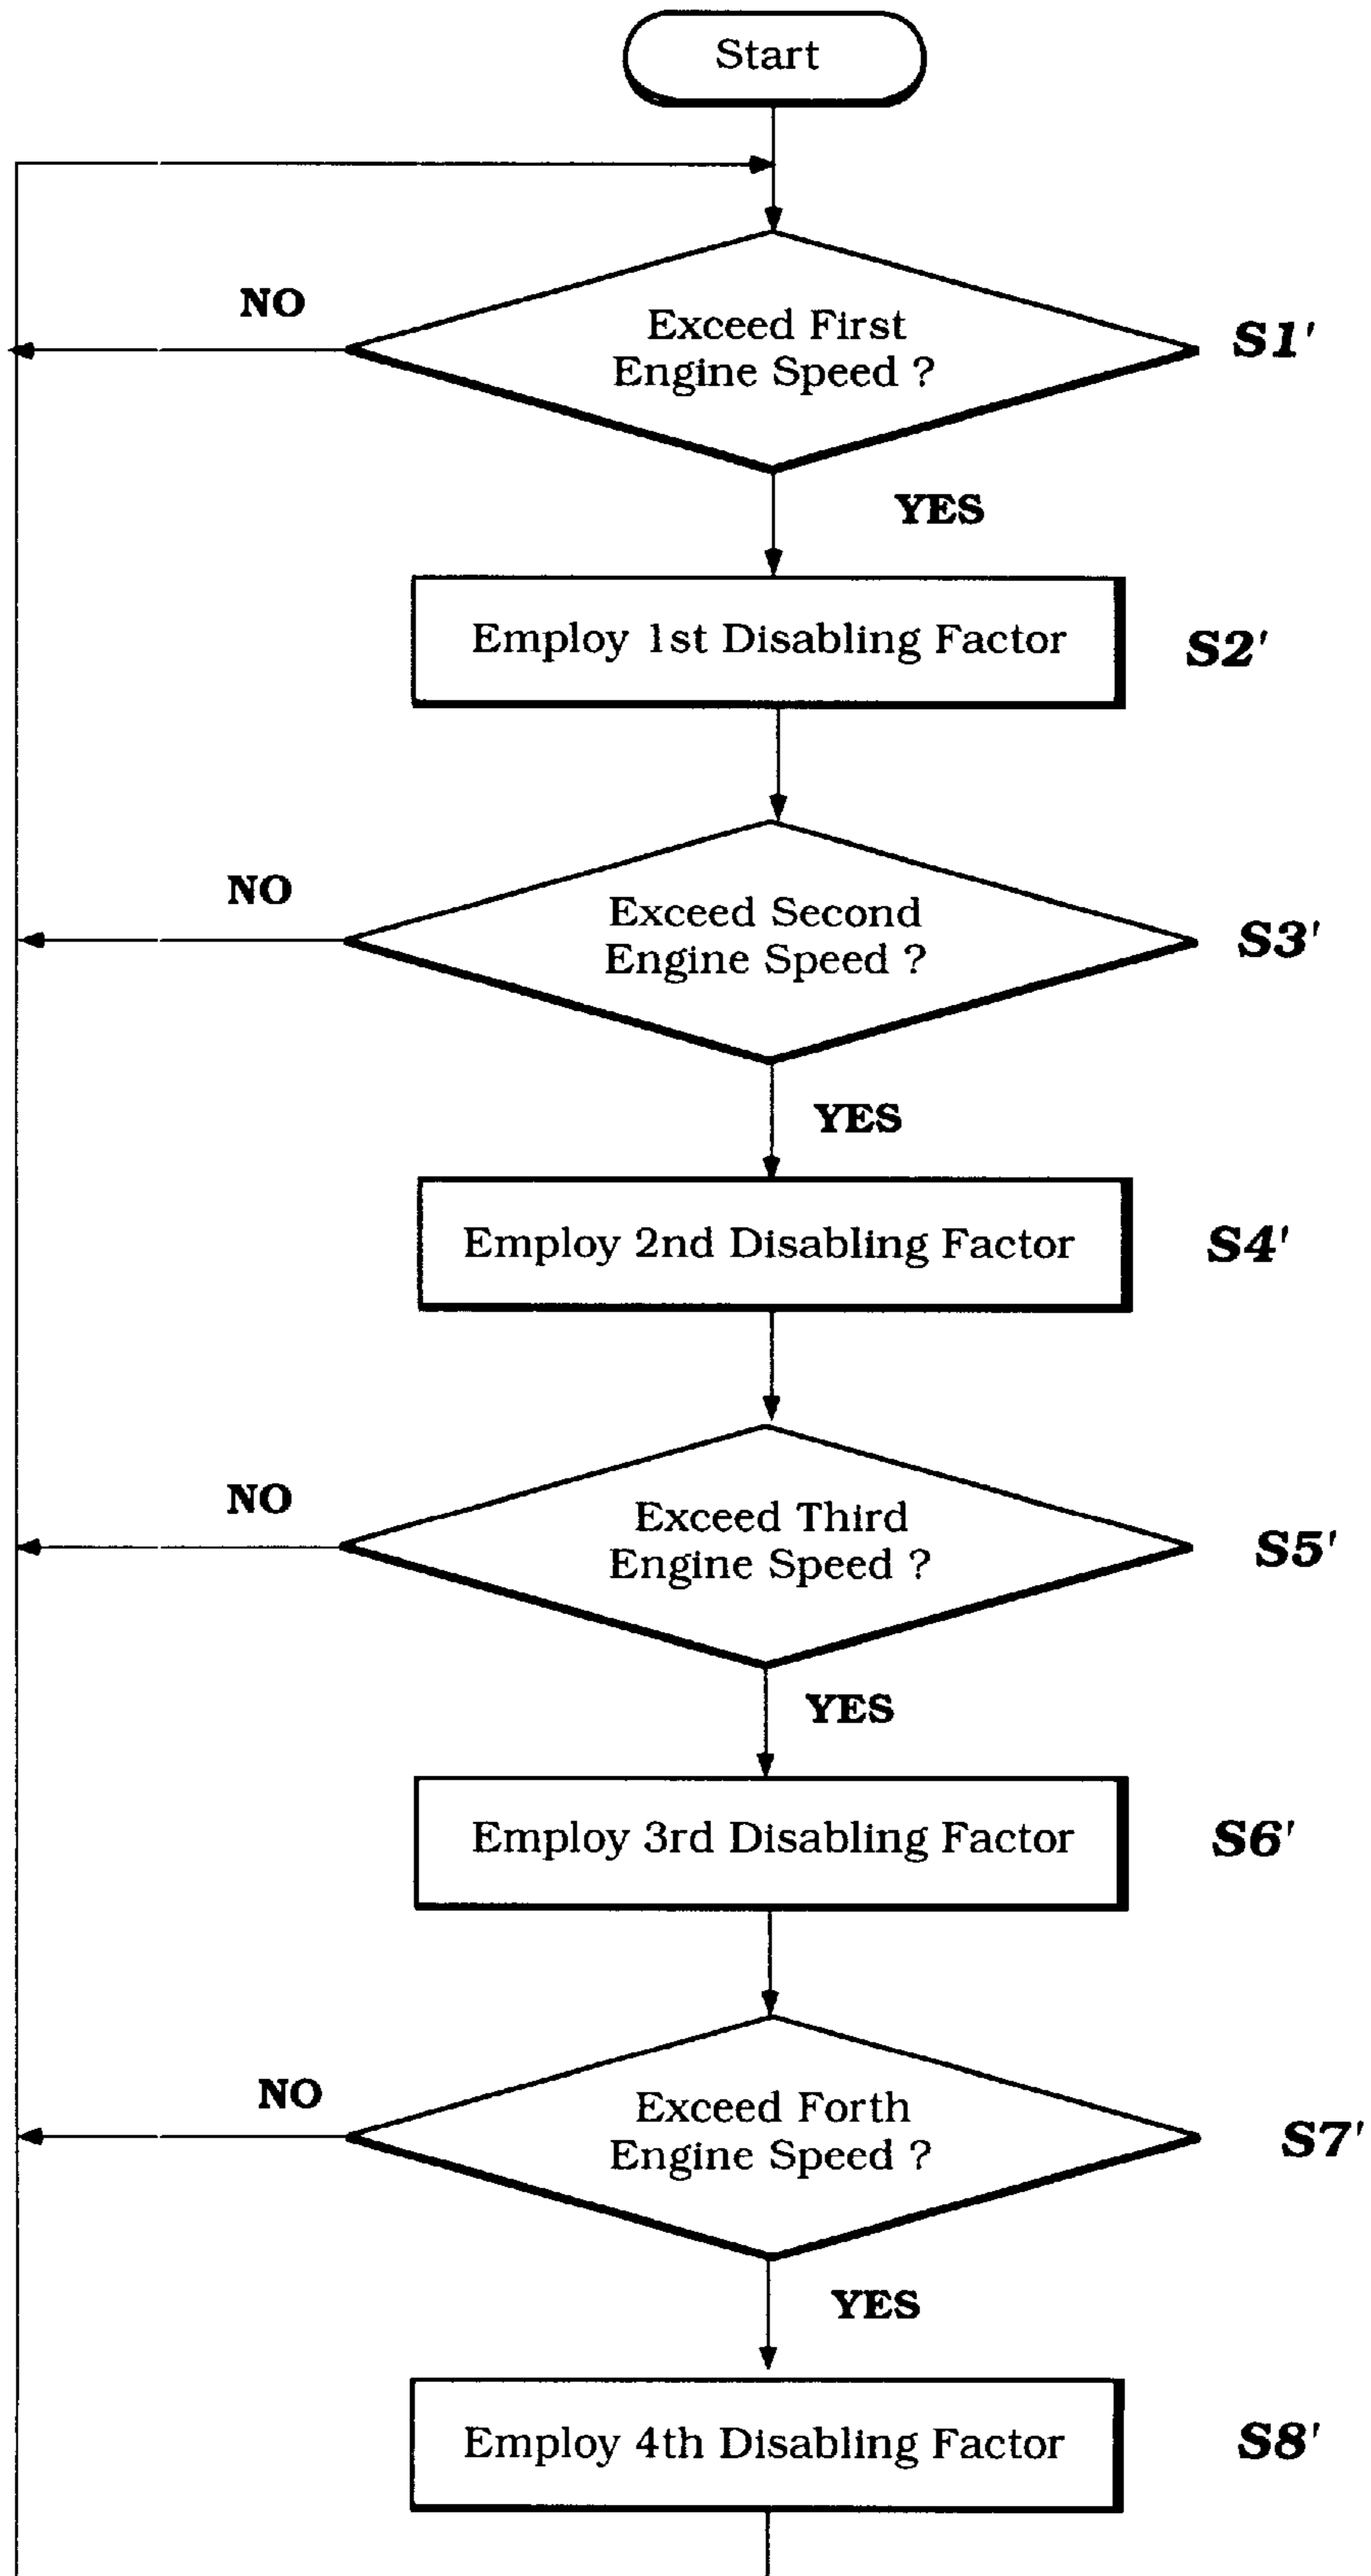 Start
NO
Exceed First
Engine Speed ?
S1'
YES
Employ 1st Disabling Factor
S2'
NO
Exceed Second
Engine Speed ?
S3'
YES
Employ 2nd Disabling Factor
S4'
NO
Exceed Third
Engine Speed ?
S5'
YES
Employ 3rd Disabling Factor
S6'
NO
Exceed Forth
Engine Speed ?
S7'
YES
Employ 4th Disabling Factor
S8'